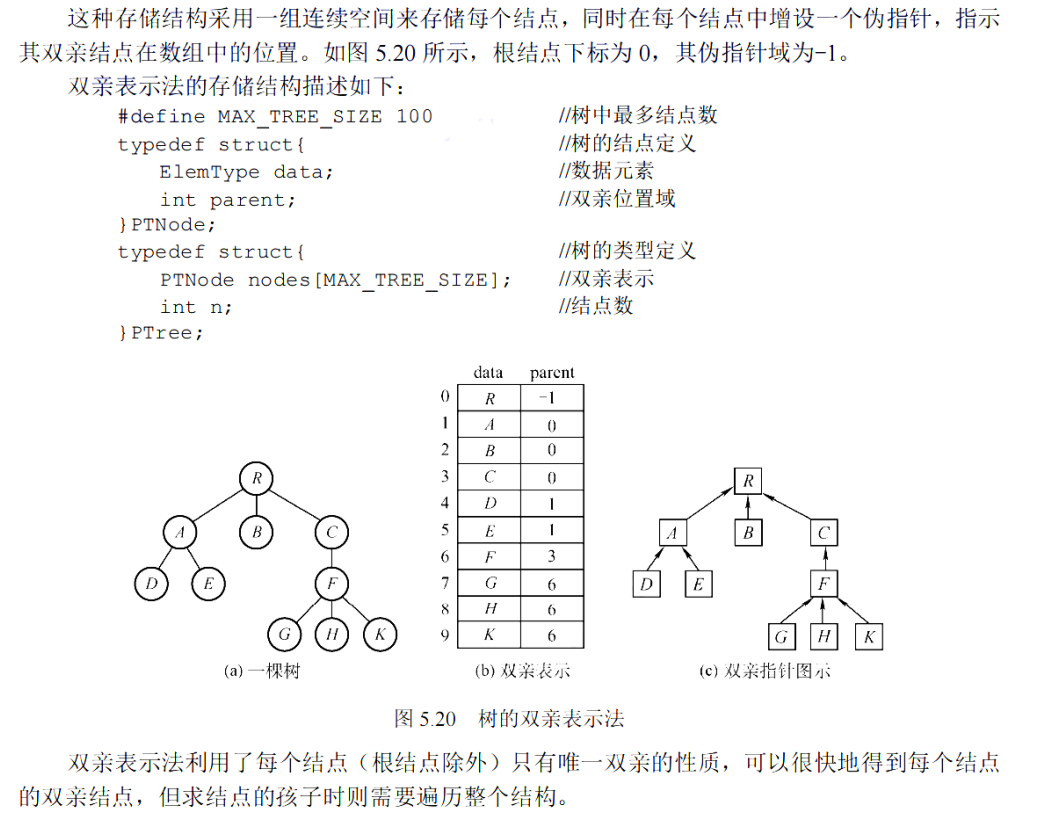 这种存储结构采用一组连续空间来存储每个结点，同时在每个结点中增设一个伪指针，指示
其双亲结点在数组中的位置。如图 5.20 所示，根结点下标为 0，其伪指针域为-1。
双亲表示法的存储结构描述如下：
#define MAX_TREE_SIZE 100 //树中最多结点数
typedef struct{ //树的结点定义
ElemType data; //数据元素
int parent; //双亲位置域
}PTNode;
typedef struct{ //树的类型定义
PTNode nodes[MAX_TREE_SIZE]; //双亲表示
int n; //结点数
}PTree;
R
A B C
D E F
G H K
(a) 一棵树
data parent
0 R -1
1 A 0
2 B 0
3 C 0
4 D 1
5 E 1
6 F 3
7 G 6
8 H 6
9 K 6
(b) 双亲表示
R
A B C
D E F
G H K
(c) 双亲指针图示
图 5.20 树的双亲表示法
双亲表示法利用了每个结点（根结点除外）只有唯一双亲的性质，可以很快地得到每个结点
的双亲结点，但求结点的孩子时则需要遍历整个结构。